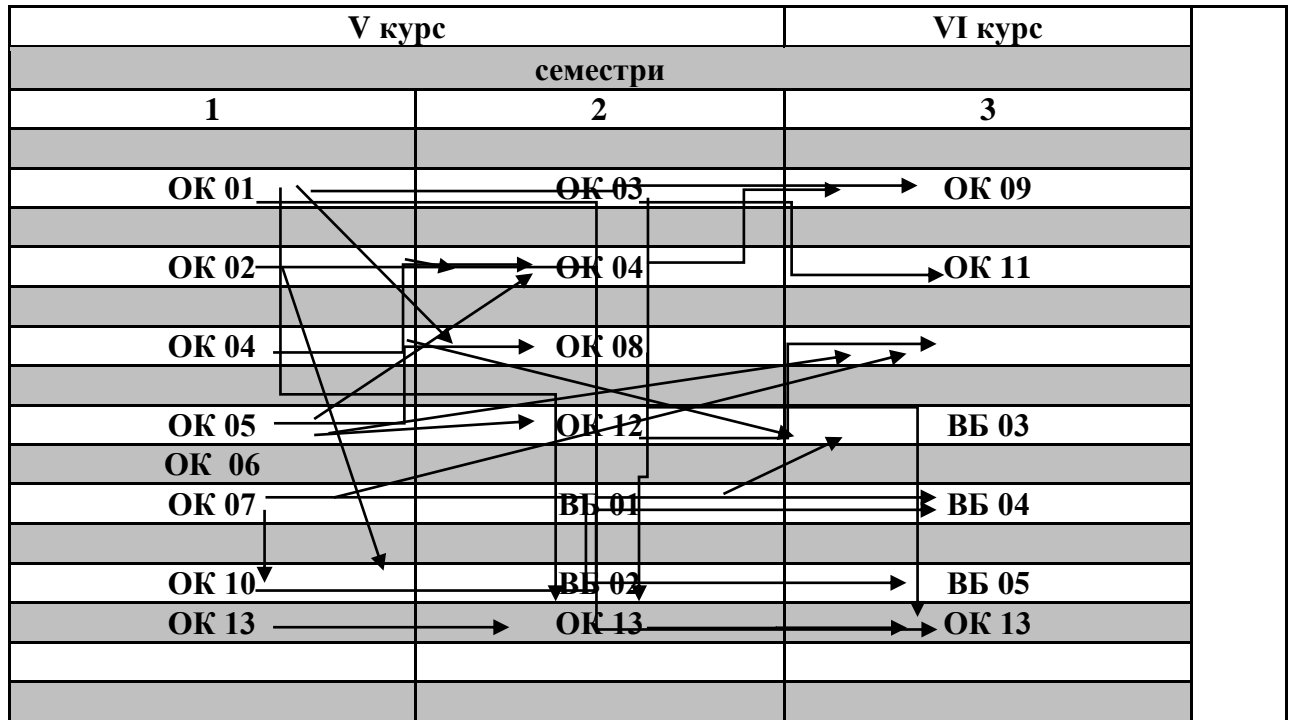 V курс VI курс
семестри
1 2 3
ОК 01 ОК 03 ОК 09
ОК 02 ОК 04 ОК 11
ОК 04 ОК 08
ОК 05 ОК 12 ВБ 03
ОК 06
ОК 07 ВБ 01 ВБ 04
ОК 10 ВБ 02 ВБ 05
ОК 13 ОК 13 ОК 13